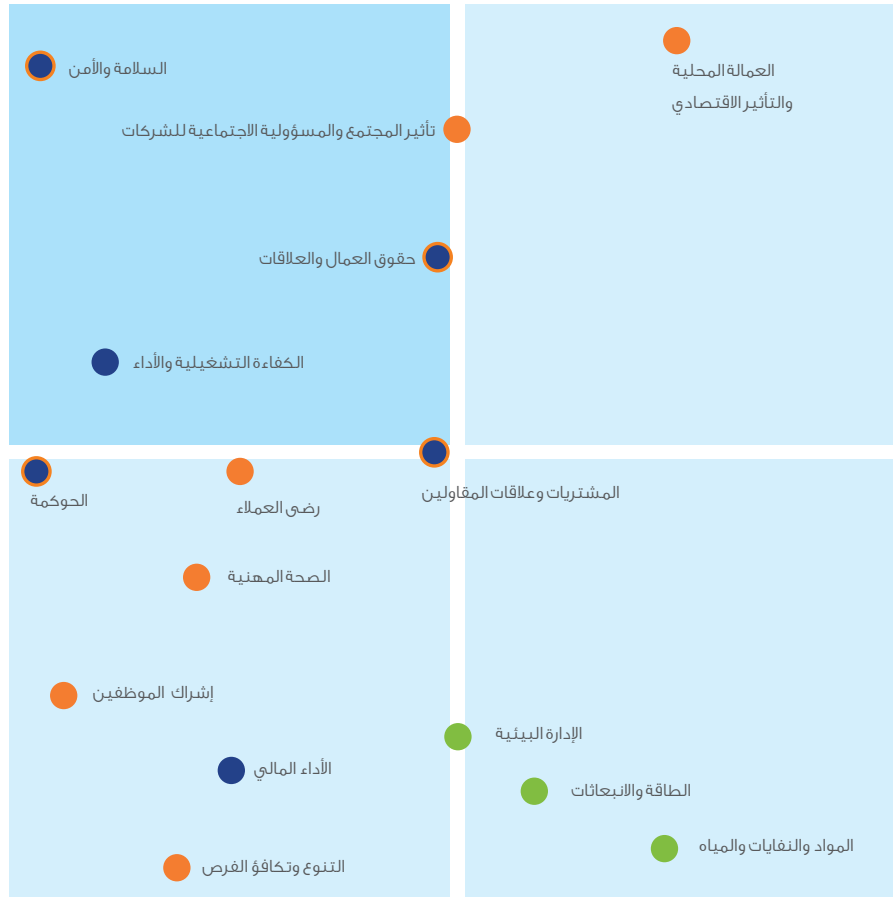 العمالة المحلية
والتأثير الاقتصادي
السلامة والأمن
تأثير المجتمع والمسؤولية الاجتماعية للشركات
حقوق العمال والعلاقات
الكفاءة التشغيلية والأداء
المشتريات وعلاقات المقاولين
رضى العملاء
الحوكمة
الصحة المهنية
إشراك الموظفين
الإدارة البيئية
الأداء المالي
الطاقة والانبعاثات
المواد والنفايات والمياه
التنوع وتكافؤ الفرص